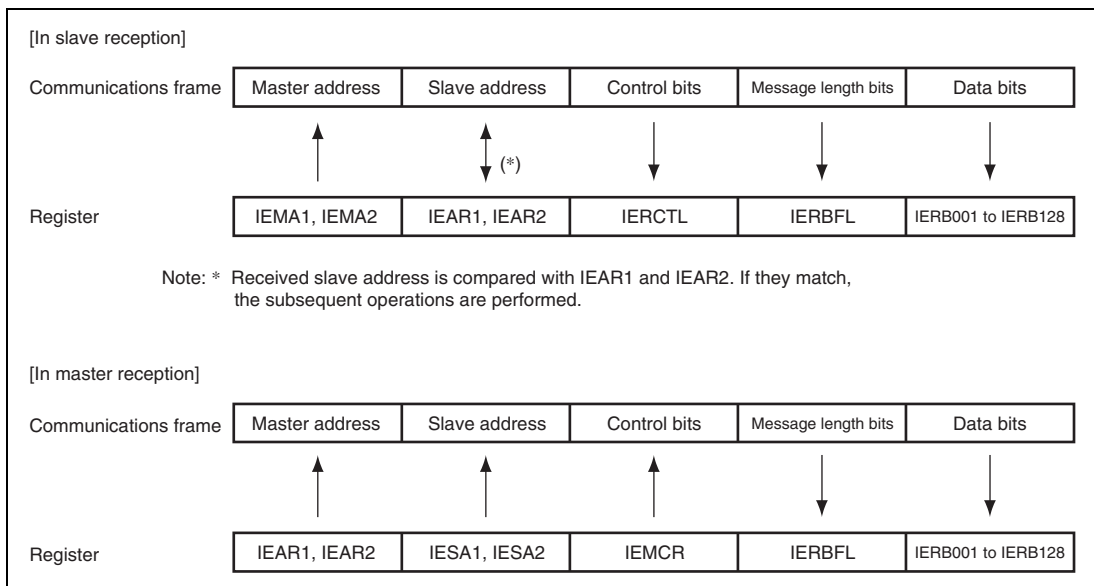 [In slave reception]
Communications frame Master address Slave address Control bits Message length bits Data bits
(*)
Register IEMA1, IEMA2 IEAR1, IEAR2 IERCTL IERBFL IERB001 to IERB128
Note: * Received slave address is compared with IEAR1 and IEAR2. If they match,
the subsequent operations are performed.
[In master reception]
Communications frame Master address Slave address Control bits Message length bits Data bits
Register IEAR1, IEAR2 IESA1, IESA2 IEMCR IERBFL IERB001 to IERB128